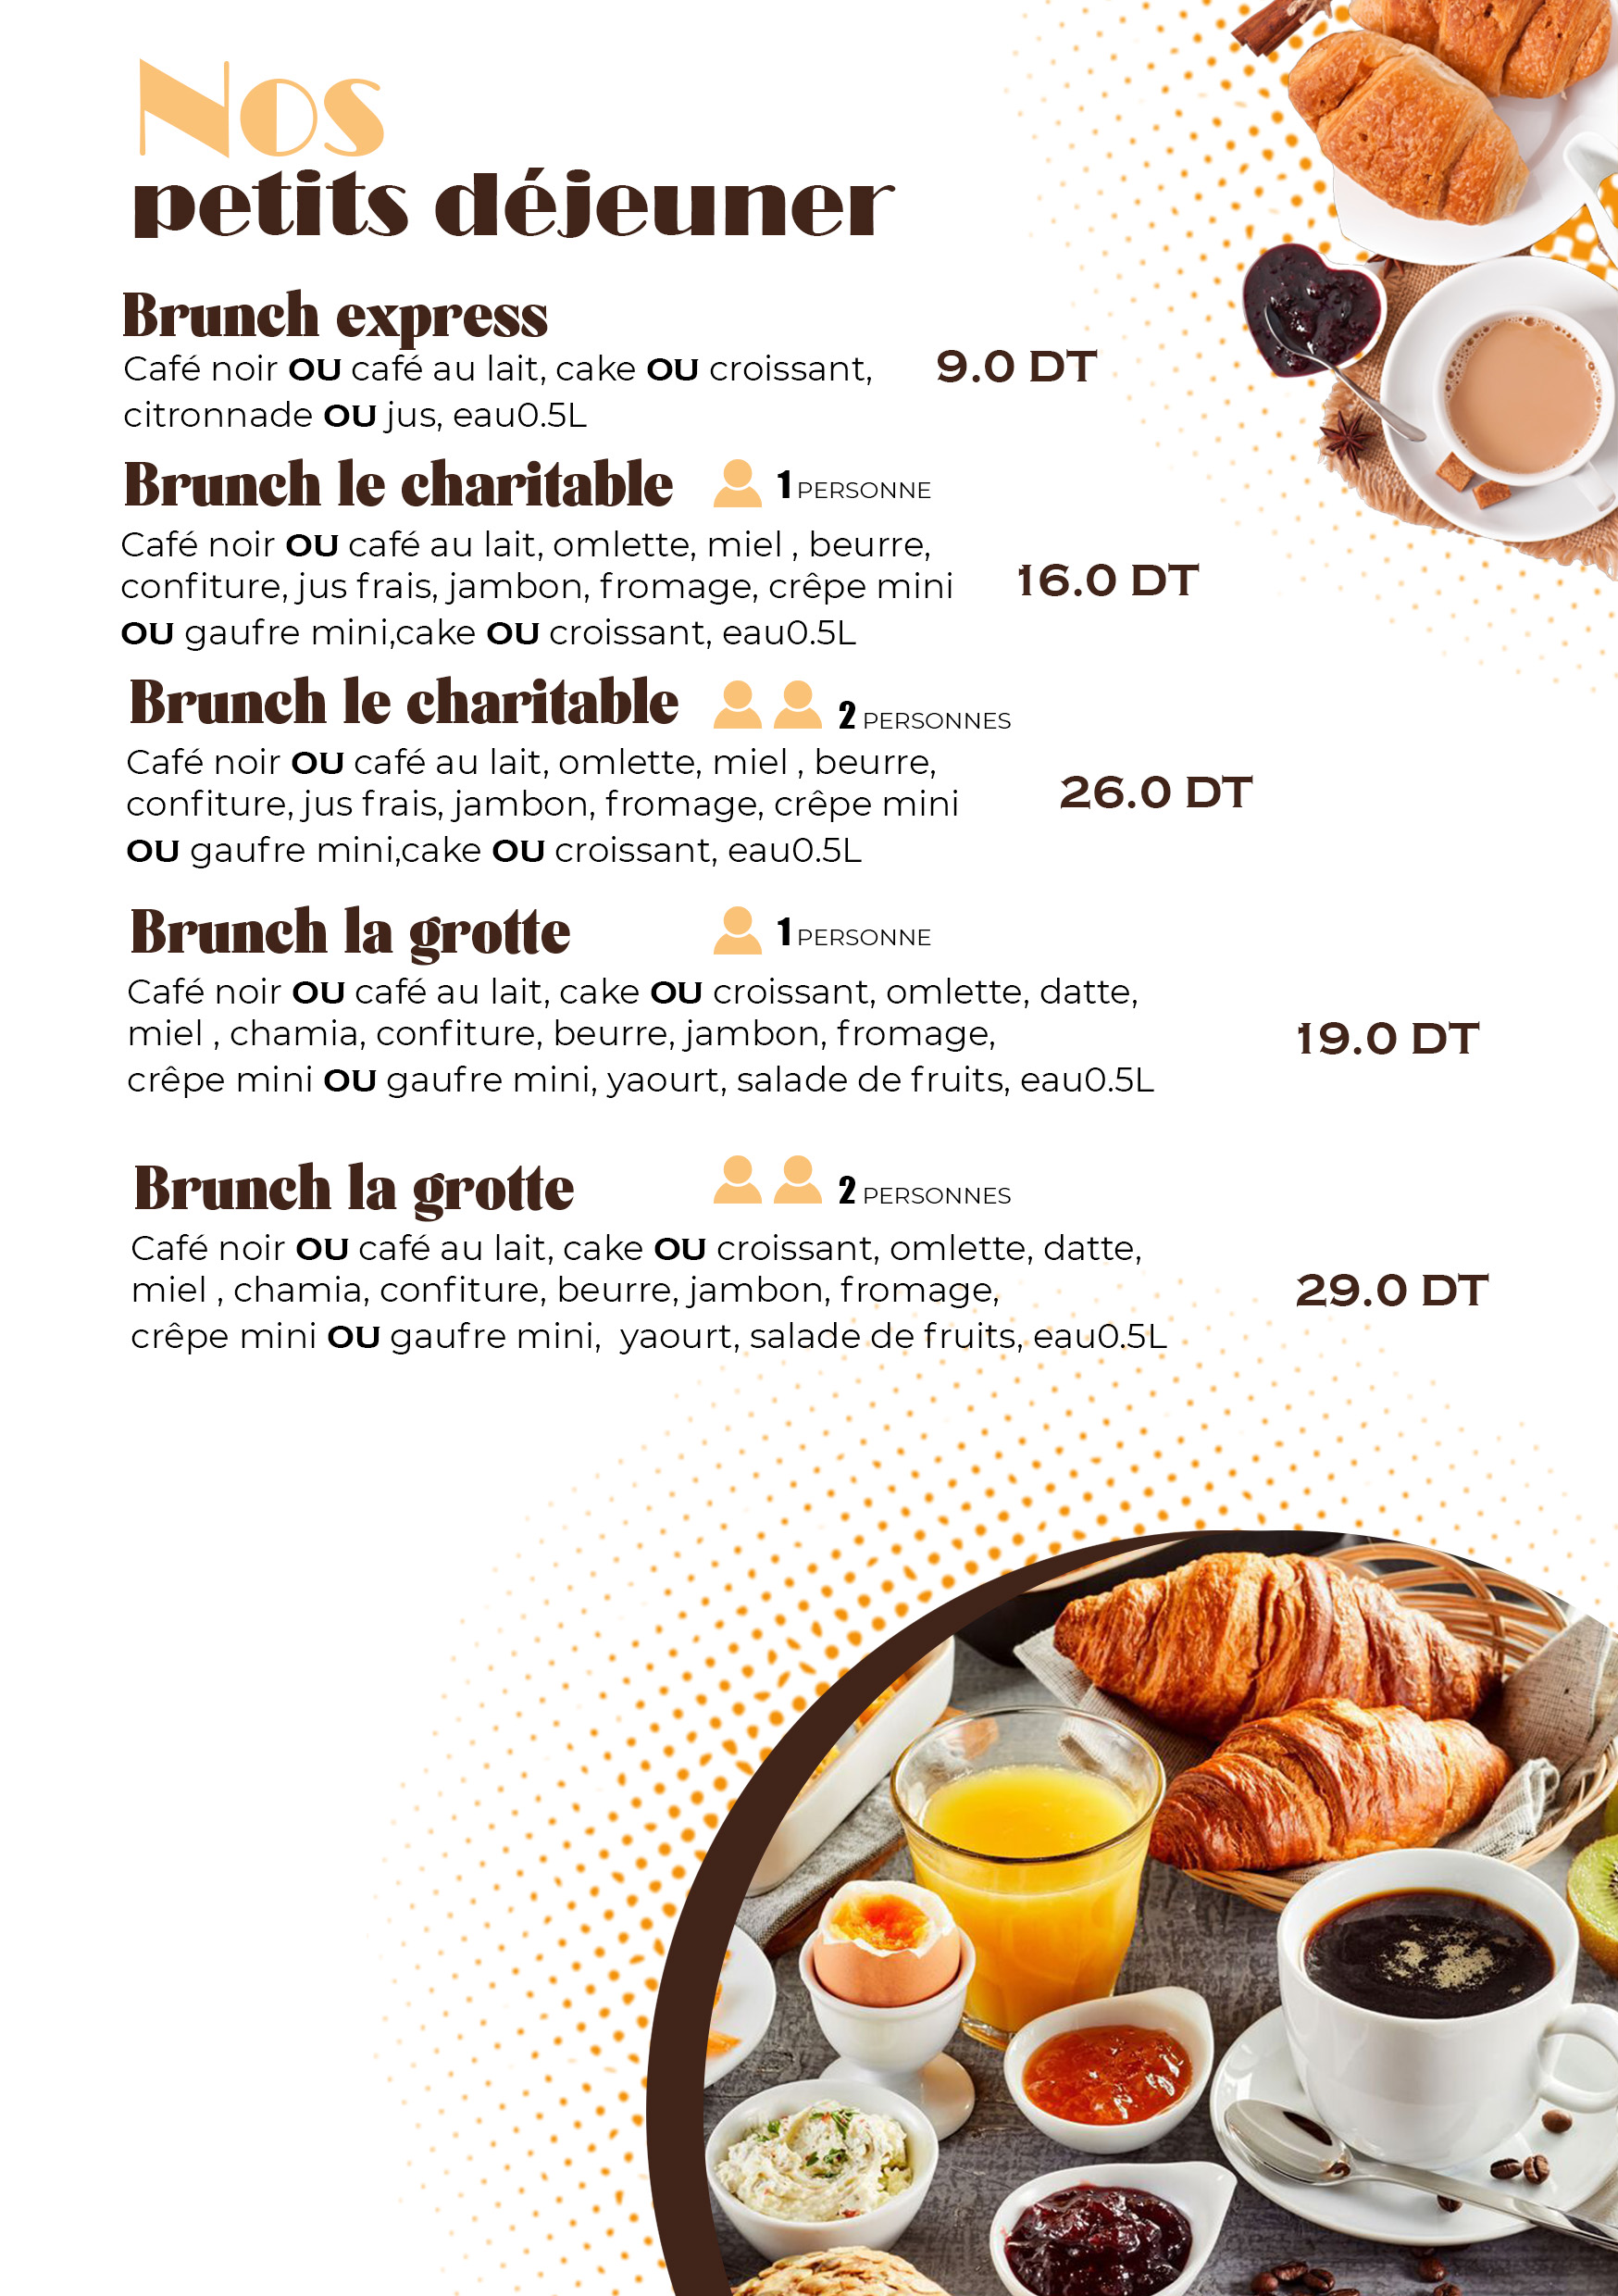 Nos
petits déjeuner
Brunch express
Café noir OU café au lait, cake OU croissant,
citronnade OU jus, eau0.5L
9.0 DT
Brunch le charitable
1 PERSONNE
Café noir OU café au lait, omlette, miel , beurre,
confiture, jus frais, jambon, fromage, crêpe mini
OU gaufre mini,cake OU croissant, eau0.5L
16.0 DT
Brunch le charitable
2 PERSONNES
Café noir OU café au lait, omlette, miel , beurre,
confiture, jus frais, jambon, fromage, crêpe mini
OU gaufre mini,cake OU croissant, eau0.5L
26.0 DT
Brunch la grotte
1 PERSONNE
Café noir OU café au lait, cake OU croissant, omlette, datte,
miel , chamia, confiture, beurre, jambon, fromage,
crêpe mini OU gaufre mini, yaourt, salade de fruits, eau0.5L
19.0 DT
Brunch la grotte
2 PERSONNES
Café noir OU café au lait, cake OU croissant, omlette, datte,
miel , chamia, confiture, beurre, jambon, fromage,
crêpe mini OU gaufre mini,  yaourt, salade de fruits, eau0.5L
29.0 DT